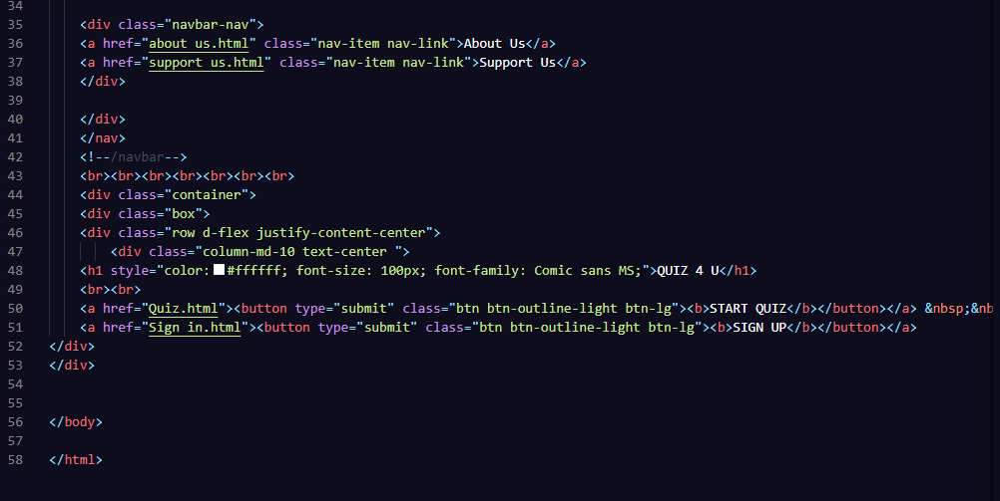 34
35 <div class="navbar-nav">
36 <a href="about us.html" class="nav-item nav-link">About Us</a>
37 <a href="support us.html" class="nav-item nav-link">Support Us</a>
38 </div>
39
40 </div>
41 </nav>
42 <!--/navbar-->
43 <br><br><br><br><br><br><br>
44 <div class="container">
45 <div class="box">
46 <div class="row d-flex justify-content-center">
47 <div class="column-md-10 text-center ">
48 <h1 style="color:#ffffff; font-size: 100px; font-family: Comic sans MS;">QUIZ 4 U</h1>
49 <br><br>
50 <a href="Quiz.html"><button type="submit" class="btn btn-outline-light btn-lg"><b>START QUIZ</b></button></a> &nbsp;&nb
51 <a href="Sign in.html"><button type="submit" class="btn btn-outline-light btn-lg"><b>SIGN UP</b></button></a>
52 </div>
53 </div>
54
55
56 </body>
57
58 </html>